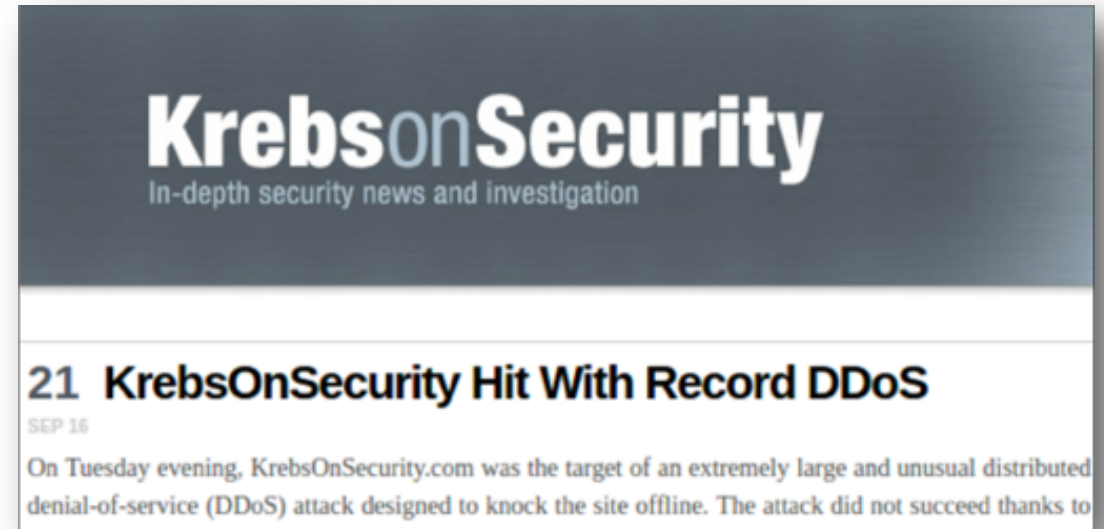 KrebsonSecurity
In-depth security news and investigation
21 KrebsOnSecurity Hit With Record DDoS
SEP 16
On Tuesday evening, KrebsOnSecurity.com was the target of an extremely large and unusual distributed
denial-of-service (DDoS) attack designed to knock the site offline. The attack did not succeed thanks to